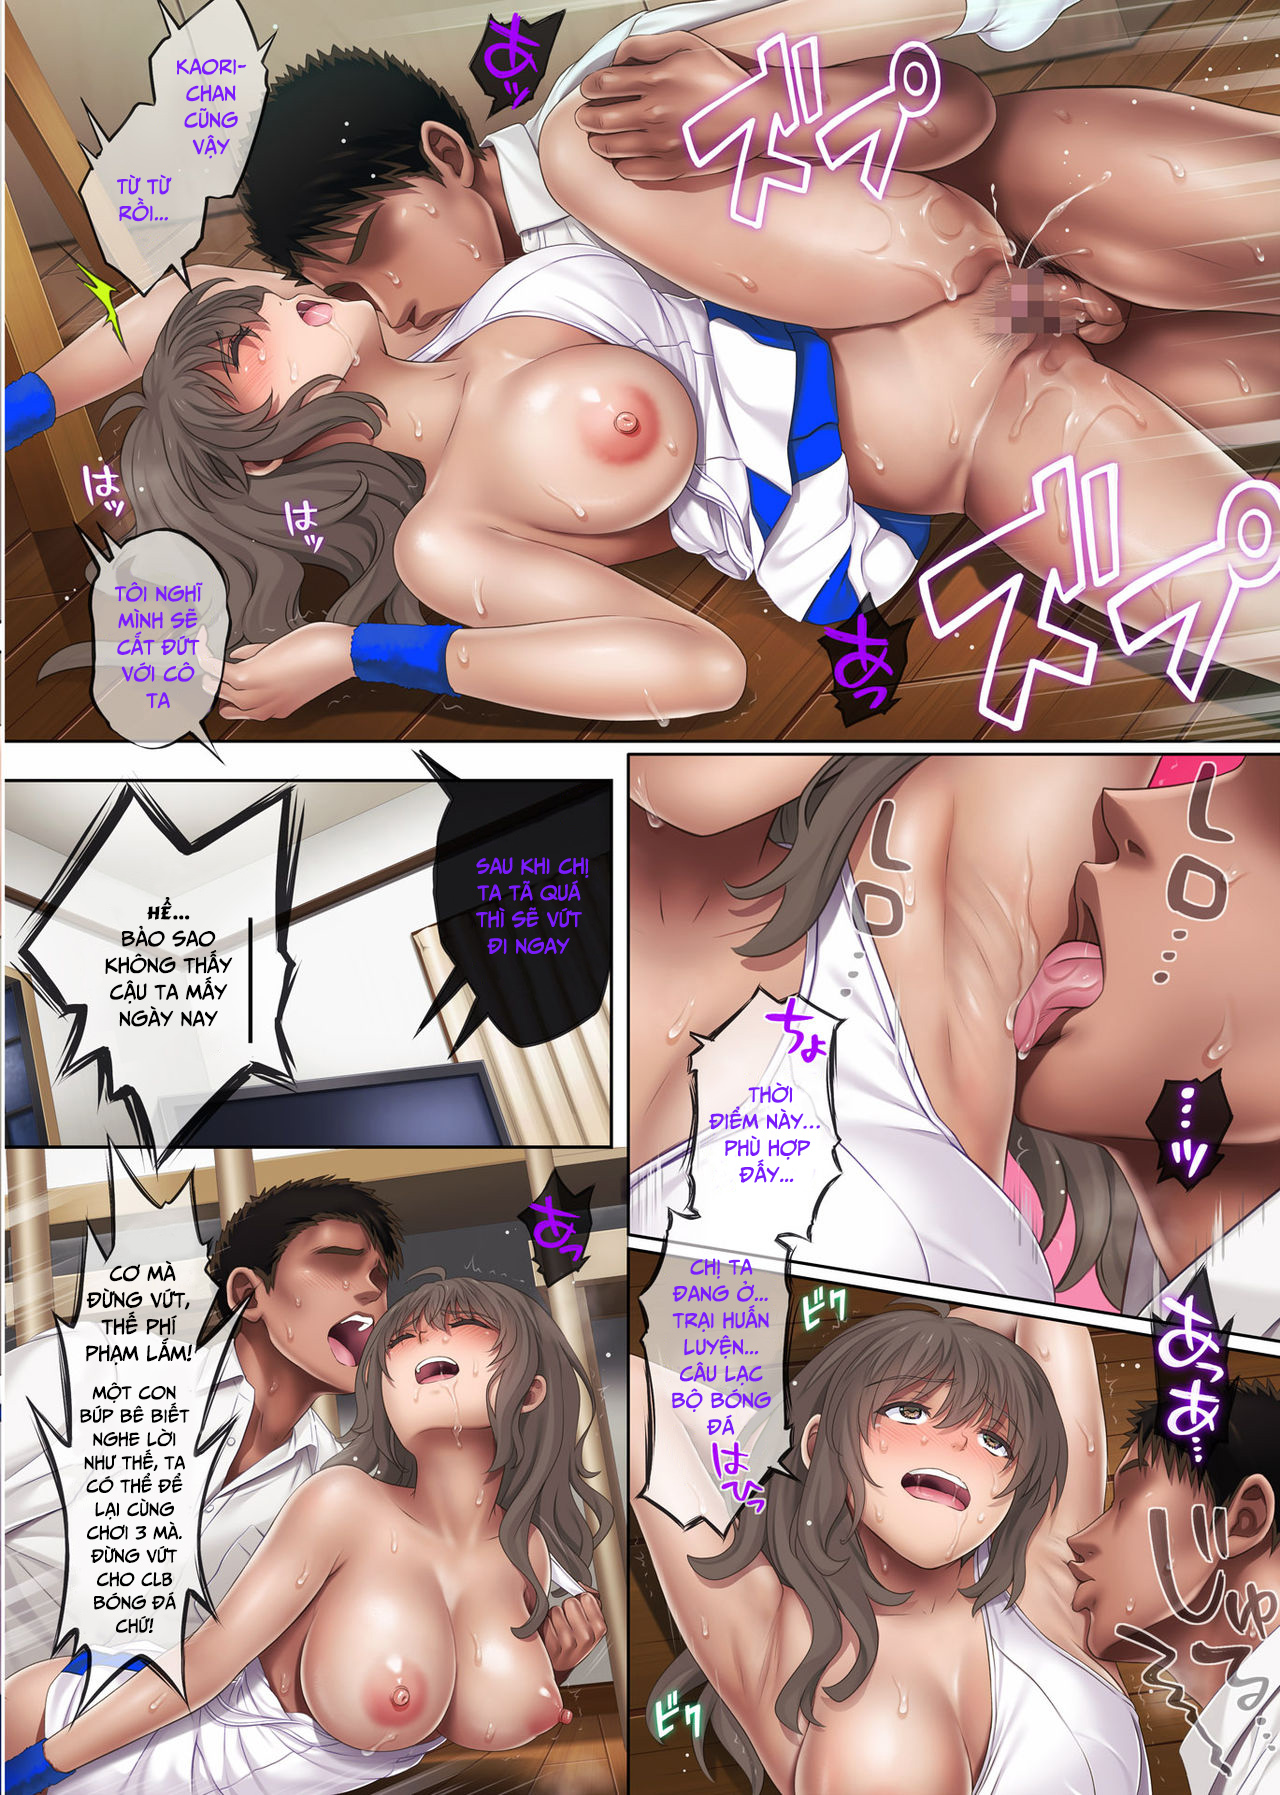 KAORI-
CHAN
CŨNG
VẬY
TỪ TỪ
RỒI...
あッ
ズプ
はッ
はッ
TÔI NGHĨ
MÌNH SẼ
CẮT ĐỨT
VỚI CÔ
TA
あっ
ズプ
SAU KHI CHỊ
TA TÃ QUÁ
THÌ SẼ VỨT
ĐI NGAY
HỂ...
BẢO SAO
KHÔNG THẤY
CẬU TA MẤY
NGÀY NAY
レロ…
レロ…
ちょ
THỜI
ĐIỂM NÀY...
PHÙ HỢP
ĐẤY...
…ッ
CHỊ TA
ĐANG Ở...
TRẠI HUẤN
LUYỆN...
CÂU LẠC
BỘ BÓNG
ĐÁ
はひっ
ビク
あっあ…
じゅる…
ビク
あっ
CƠ MÀ
ĐỪNG VỨT,
THẾ PHÍ
PHẠM LẮM!
MỘT CON
BÚP BÊ BIẾT
NGHE LỜI
NHƯ THẾ, TA
CÓ THỂ ĐỂ
LẠI CÙNG
CHƠI 3 MÀ.
ĐỪNG VỨT
CHO CLB
BÓNG ĐÁ
CHỨ!